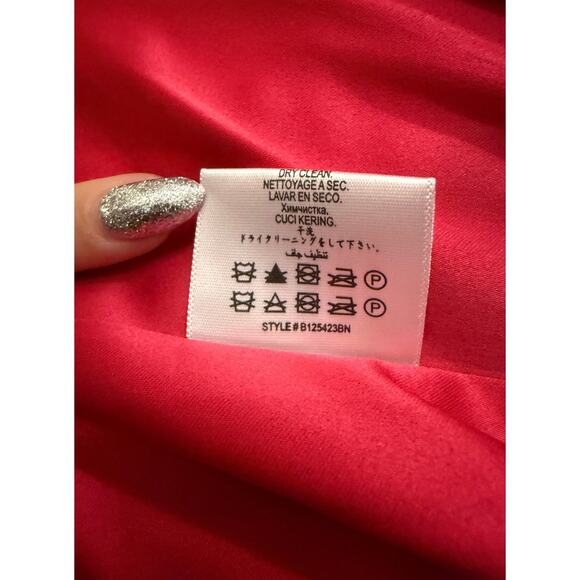 DRY CLEAN.
NETTOYAGE A SEC.
LAVAR EN SECO.
Химчистка.
CUCI KERING.
干洗
ドライクリーニングをして下さい。
تنظيف جاف
P
P
STYLE # B125423BN